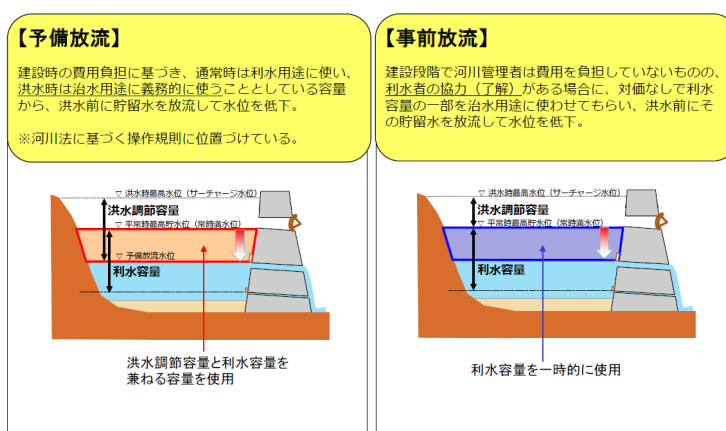 【予備放流】
建設時の費用負担に基づき、通常時は利水用途に使い、
洪水時は治水用途に義務的に使うこととしている容量
から、洪水前に貯留水を放流して水位を低下。
※河川法に基づく操作規則に位置づけている。
▽ 洪水時最高水位（サーチャージ水位）
洪水調節容量
▽ 平常時最高貯水位（常時満水位）
▽ 予備放流水位
利水容量
洪水調節容量と利水容量を
兼ねる容量を使用
【事前放流】
建設段階で河川管理者は費用を負担していないものの、
利水者の協力（了解）がある場合に、対価なしで利水
容量の一部を治水用途に使わせてもらい、洪水前にそ
の貯留水を放流して水位を低下。
▽ 洪水時最高水位（サーチャージ水位）
洪水調節容量
▽ 平常時最高貯水位（常時満水位）
利水容量
利水容量を一時的に使用